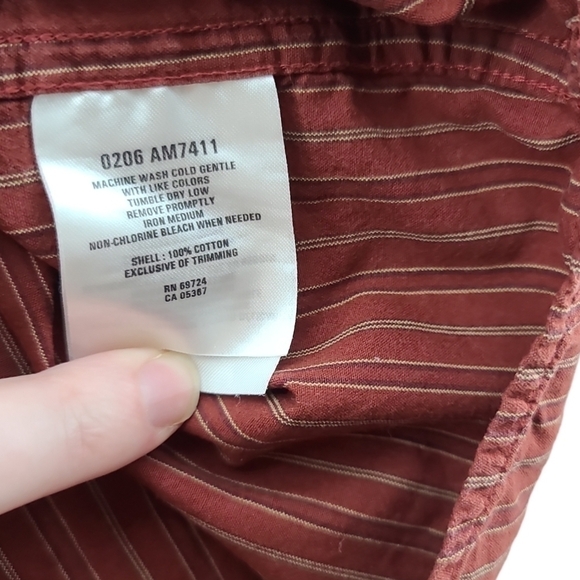 0206 AM7411
MACHINE WASH COLD GENTLE
WITH LIKE COLORS
TUMBLE DRY LOW
REMOVE PROMPTLY
IRON MEDIUM
NON-CHLORINE BLEACH WHEN NEEDED
SHELL : 100% COTTON
EXCLUSIVE OF TRIMMING
RN 69724
CA 05367